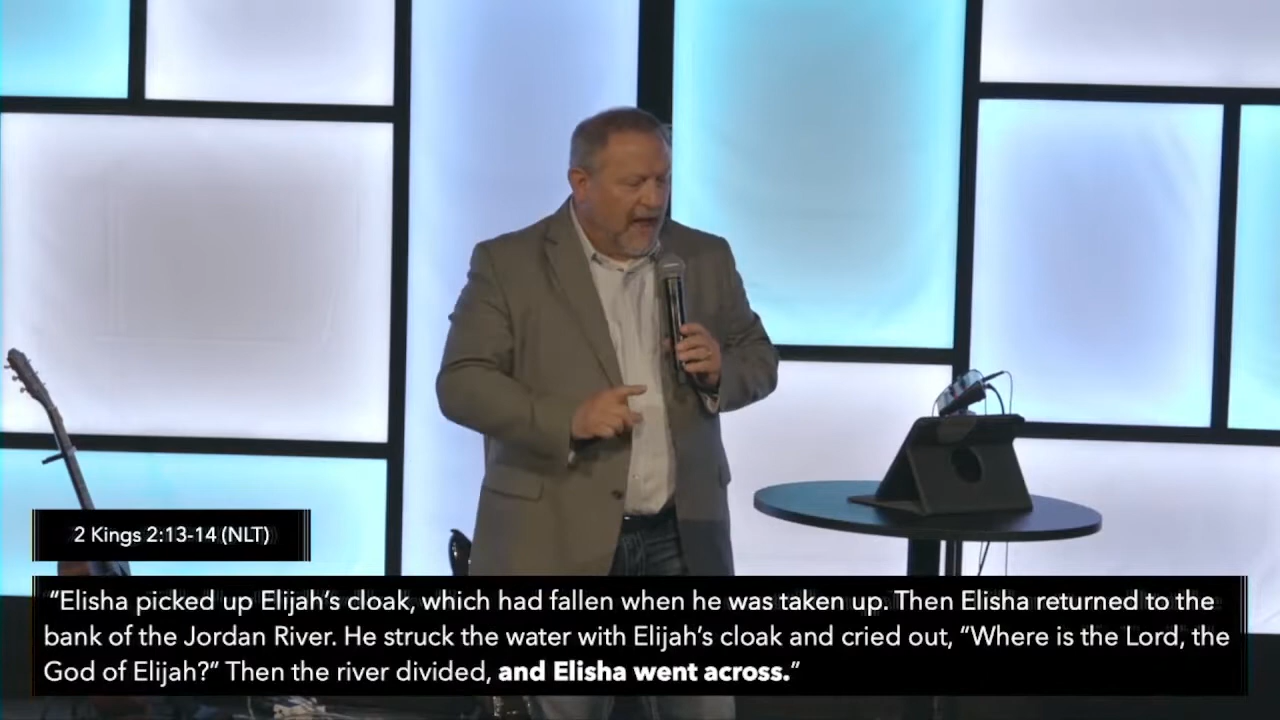 2 Kings 2:13-14 (NLT)
“Elisha picked up Elijah’s cloak, which had fallen when he was taken up. Then Elisha returned to the
bank of the Jordan River. He struck the water with Elijah’s cloak and cried out, “Where is the Lord, the
God of Elijah?” Then the river divided, and Elisha went across.”